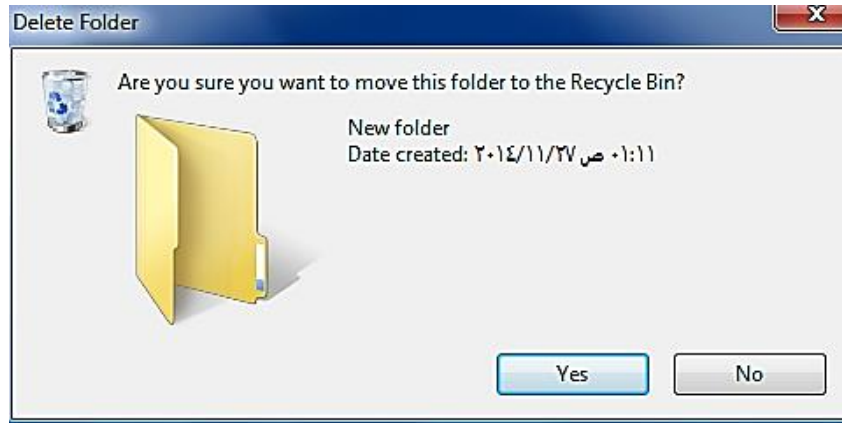 Delete Folder
Are you sure you want to move this folder to the Recycle Bin?
New folder
Date created: ٢٠١٤/١١/٢٧ ص ٠١:١١
Yes
No